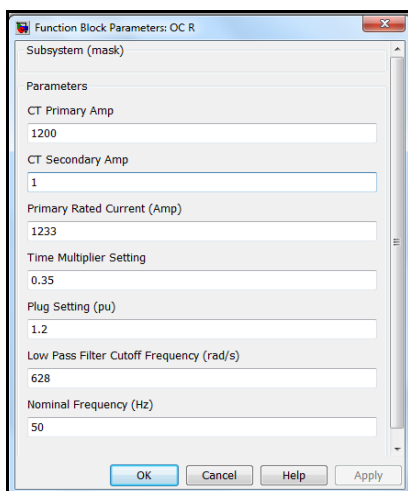 Function Block Parameters: OC R
Subsystem (mask)
Parameters
CT Primary Amp
1200
CT Secondary Amp
1
Primary Rated Current (Amp)
1233
Time Multiplier Setting
0.35
Plug Setting (pu)
1.2
Low Pass Filter Cutoff Frequency (rad/s)
628
Nominal Frequency (Hz)
50
OK Cancel Help Apply